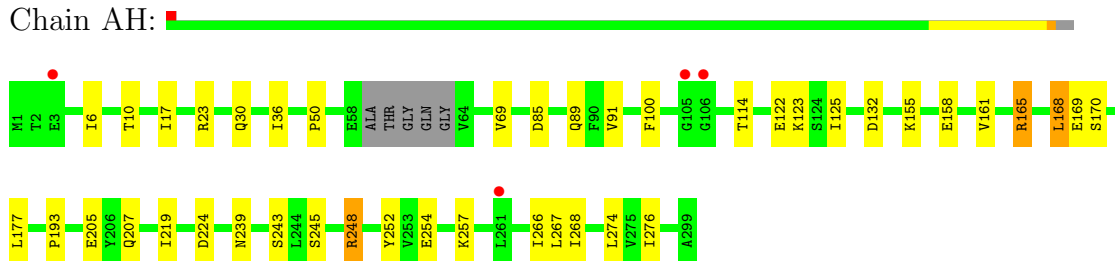 Chain AH:
M1 T2 E3 I6 T10 I17 R23 Q30 I36 P50 E58 ALA THR GLY GLN GLY V64 V69 D85 Q89 F90 V91 F100 G105 G106 T114 E122 K123 S124 I125 D132 K155 E158 V161 R165 L168 E169 S170
L177 P193 E205 Y206 Q207 I219 D224 N239 S243 L244 S245 R248 Y252 V253 E254 K257 L261 I266 L267 I268 L274 V275 I276 A299